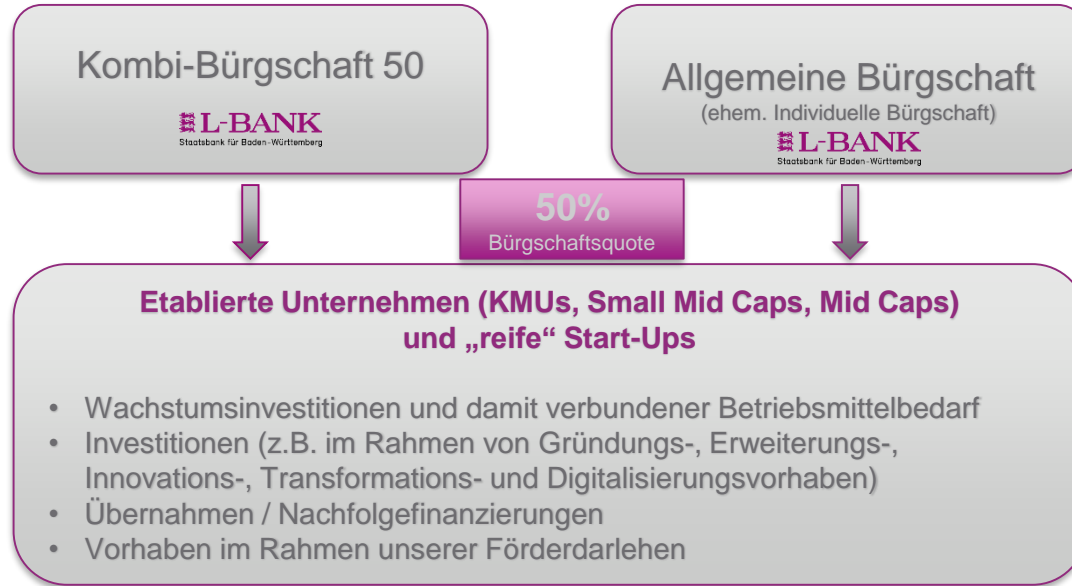 Kombi-Bürgschaft 50
L-BANK
Staatsbank für Baden-Württemberg
Allgemeine Bürgschaft
(ehem. Individuelle Bürgschaft)
L-BANK
Staatsbank für Baden-Württemberg
50%
Bürgschaftsquote
Etablierte Unternehmen (KMUs, Small Mid Caps, Mid Caps)
und „reife“ Start-Ups
• Wachstumsinvestitionen und damit verbundener Betriebsmittelbedarf
• Investitionen (z.B. im Rahmen von Gründungs-, Erweiterungs-,
Innovations-, Transformations- und Digitalisierungsvorhaben)
• Übernahmen / Nachfolgefinanzierungen
• Vorhaben im Rahmen unserer Förderdarlehen